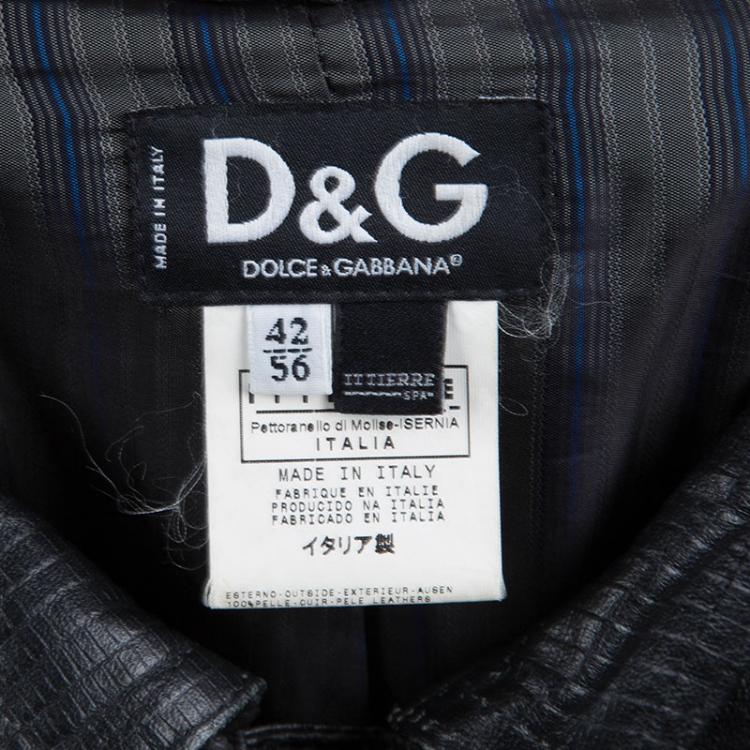 MADE IN ITALY
D&G
DOLCE & GABBANA®
42
56
ITTIERRE
SPA
Pettoranello di Molise-ISERNIA
ITALIA
MADE IN ITALY
FABRIQUE EN ITALIE
PRODUCIDO NA ITALIA
FABRICADO EN ITALIA
イタリア製
ESTERNO-OUTSIDE-EXTERIEUR-AUSEN
100%PELLE-CUIR-PELE LEATHERS